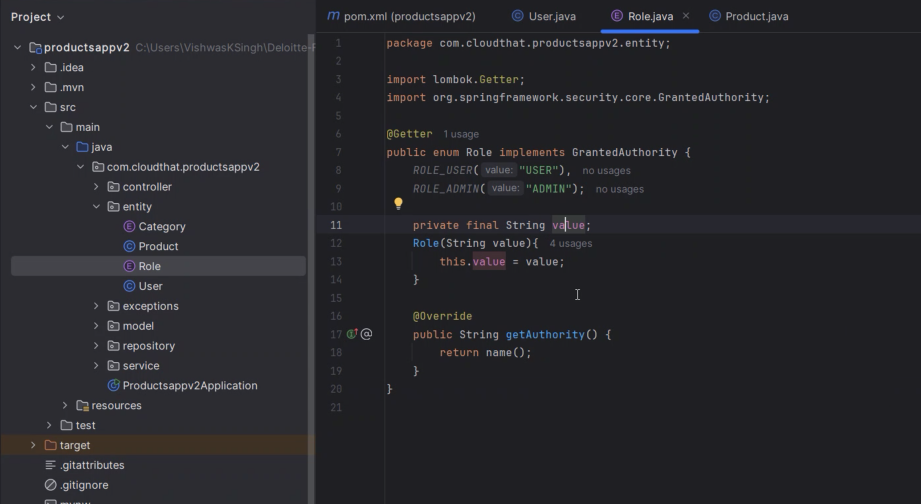 Project
productsappv2 C:\Users\VishwasKSingh\Deloitte-F
.idea
.mvn
src
main
java
com.cloudthat.productsappv2
controller
entity
Category
Product
Role
User
exceptions
model
repository
service
Productsappv2Application
resources
test
target
.gitattributes
.gitignore
pom.xml (productsappv2) User.java Role.java Product.java
1 package com.cloudthat.productsappv2.entity;
2
3 import lombok.Getter;
4 import org.springframework.security.core.GrantedAuthority;
5
6 @Getter 1 usage
7 public enum Role implements GrantedAuthority {
8 ROLE_USER( value: "USER"), no usages
9 ROLE_ADMIN( value: "ADMIN"); no usages
10
11 private final String value;
12 Role(String value){ 4 usages
13 this.value = value;
14 }
15
16 @Override
17 public String getAuthority() {
18 return name();
19 }
20 }
21